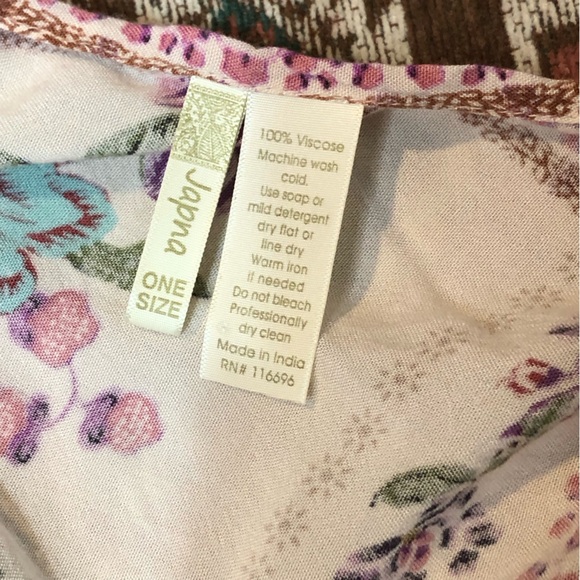 Japna
ONE
SIZE
100% Viscose
Machine wash
cold.
Use soap or
mild detergent
dry flat or
line dry
Warm iron
if needed
Do not bleach
Professionally
dry clean
Made in India
RN# 116696